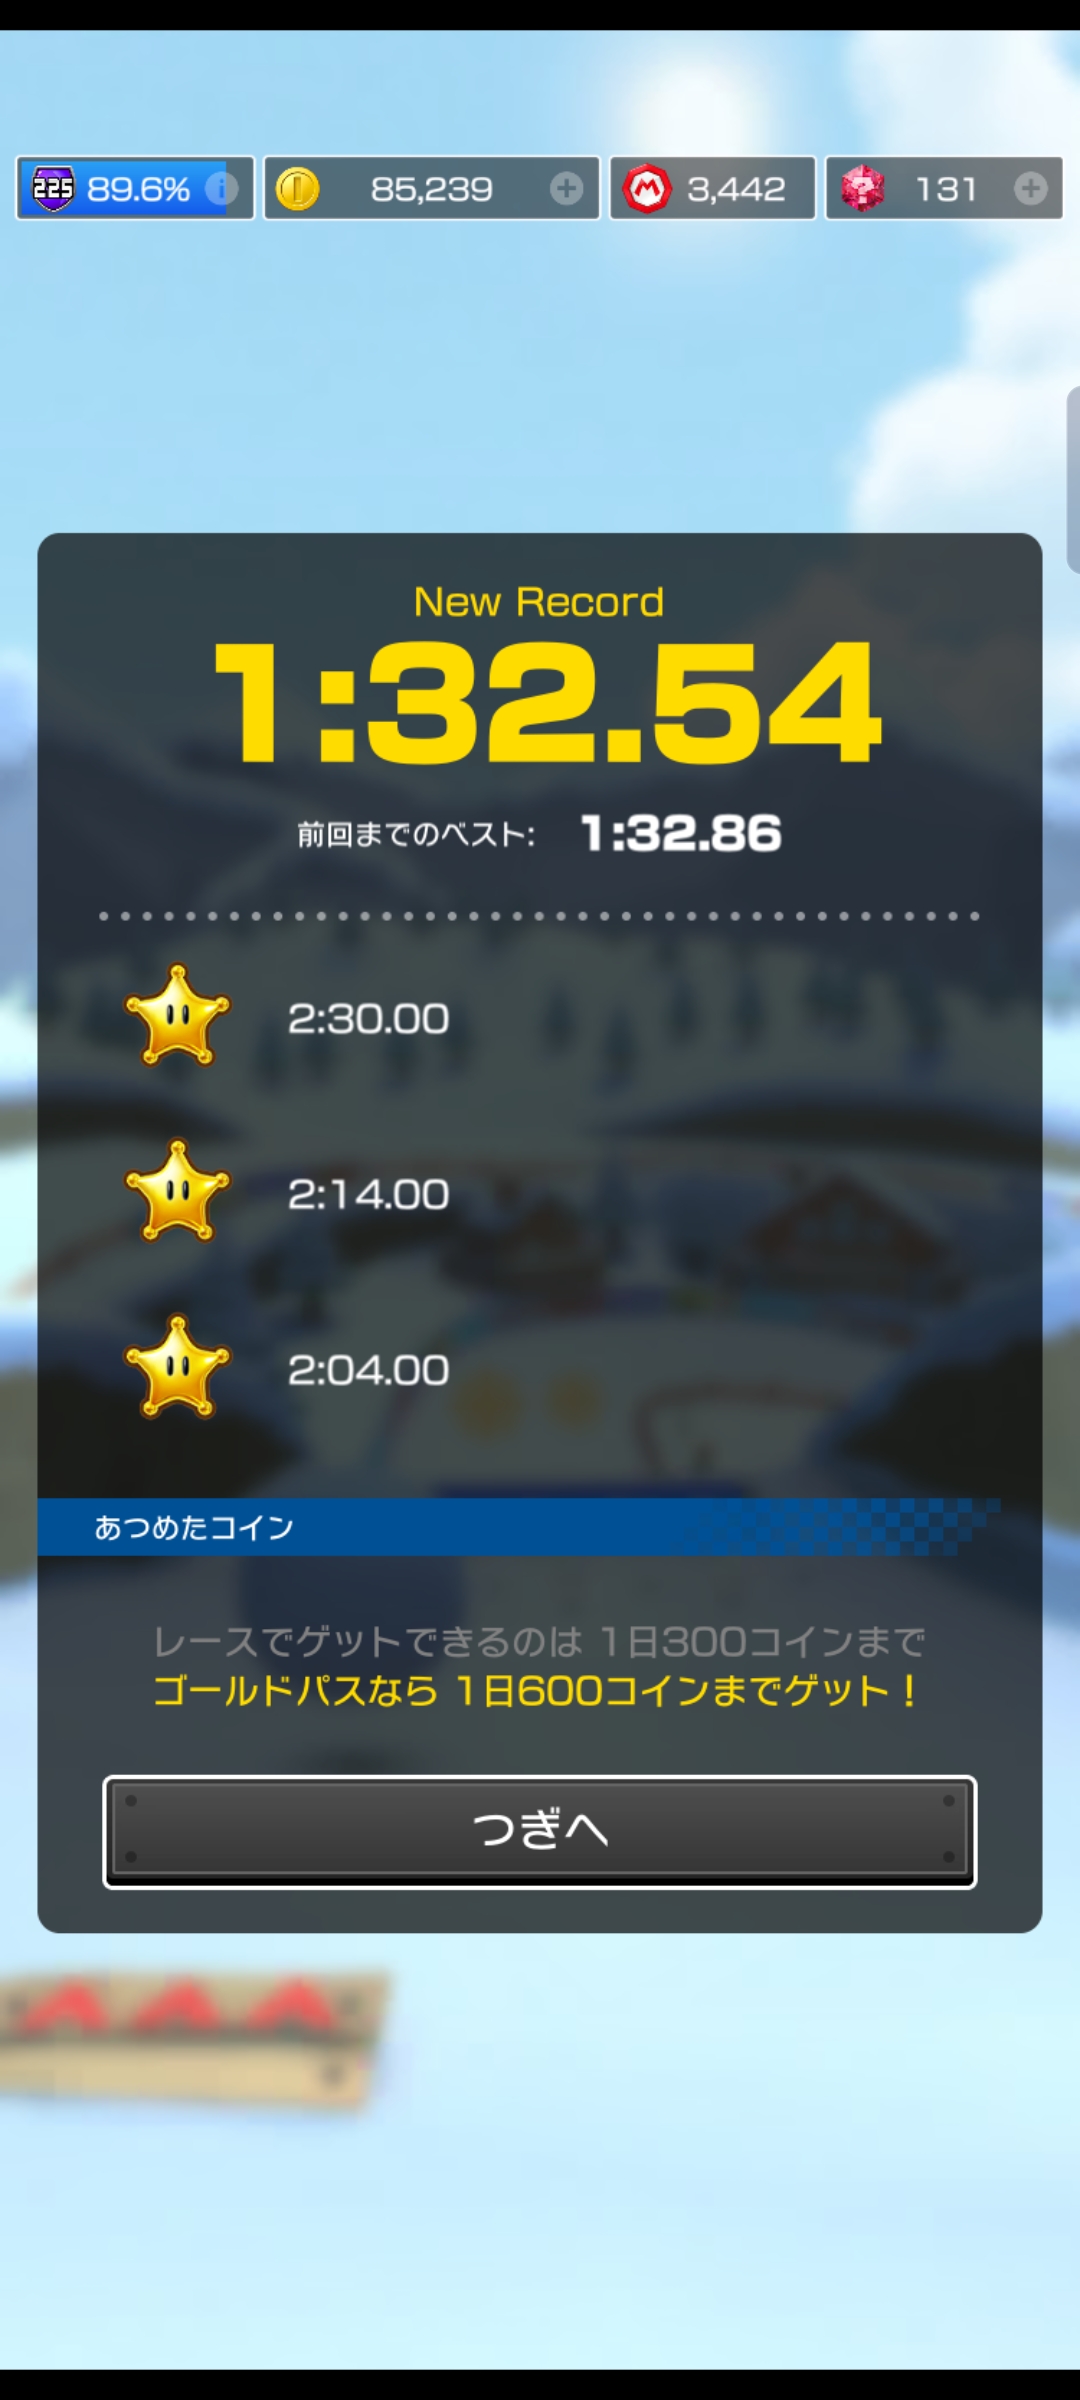 225 89.6% i 85,239 + M 3,442 ? 131 +
New Record
1:32.54
前回までのベスト: 1:32.86
2:30.00
2:14.00
2:04.00
あつめたコイン
レースでゲットできるのは 1日300コインまで
ゴールドパスなら 1日600コインまでゲット！
つぎへ